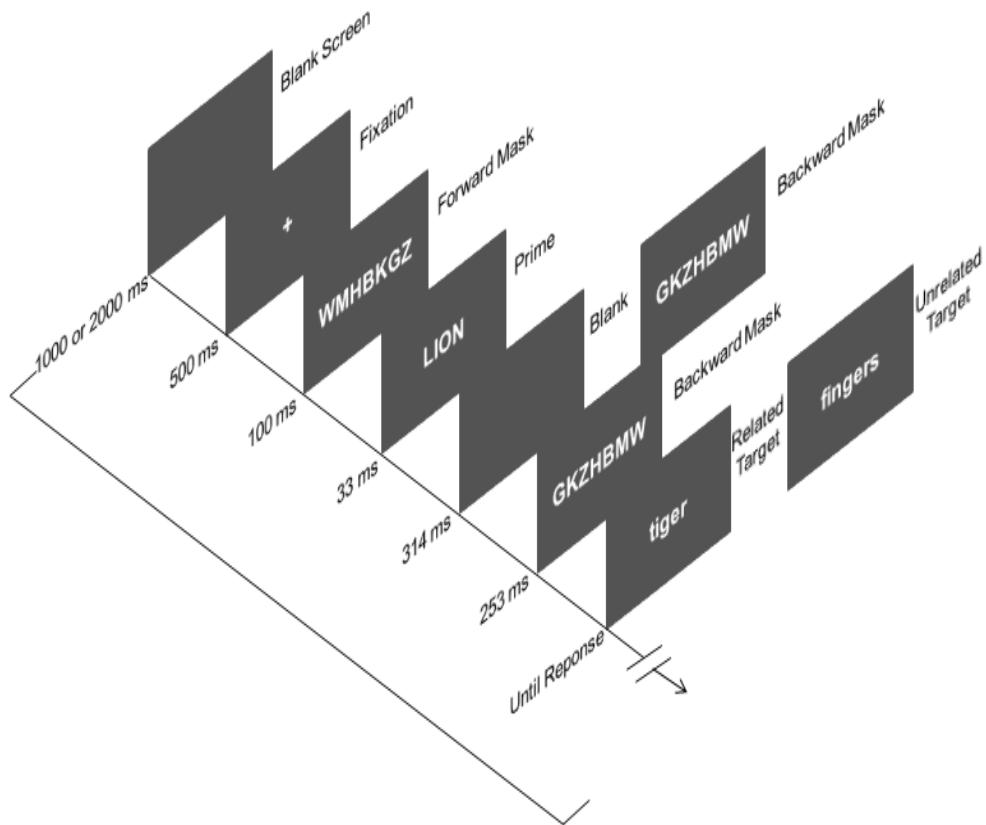 Blank Screen
Fixation
Forward Mask
Prime
Blank
Backward Mask
Backward Mask
Related
Target
Unrelated
Target
+
WMHBKGZ
LION
GKZHBMW
GKZHBMW
tiger
fingers
1000 or 2000 ms
500 ms
100 ms
33 ms
314 ms
253 ms
Until Reponse